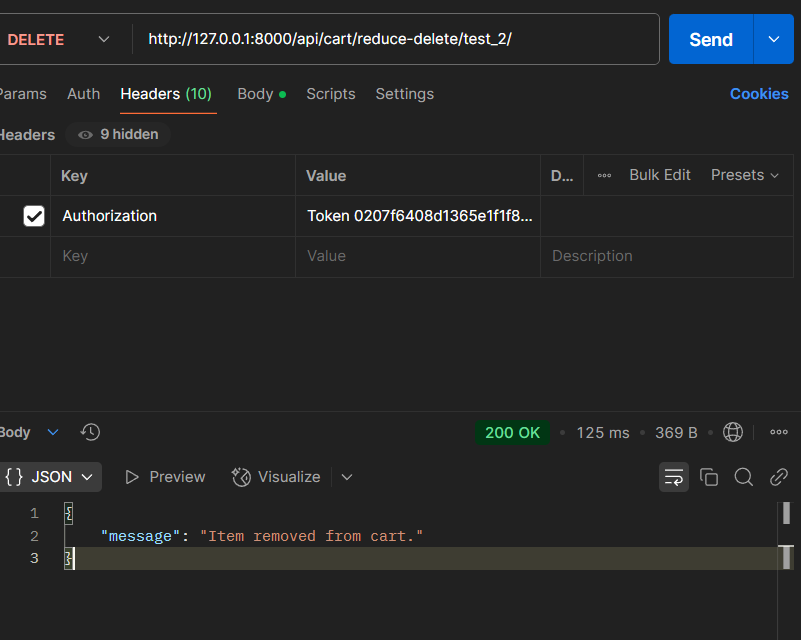 DELETE http://127.0.0.1:8000/api/cart/reduce-delete/test_2/ Send
Params Auth Headers (10) Body Scripts Settings Cookies
Headers 9 hidden
Key Value D... Bulk Edit Presets
Authorization Token 0207f6408d1365e1f1f8...
Key Value Description
Body 200 OK 125 ms 369 B
{} JSON Preview Visualize
1 {
2 "message": "Item removed from cart."
3 }